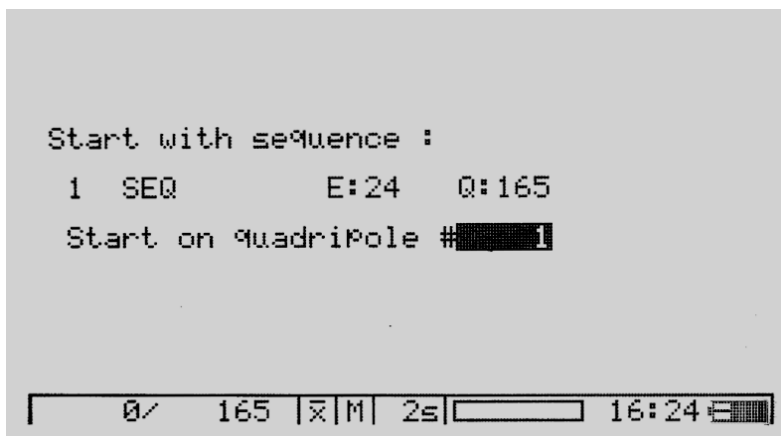 Start with sequence :
1 SEQ E:24 Q:165
Start on quadripole # 1
0/ 165 |x̅|M| 2s| 16:24